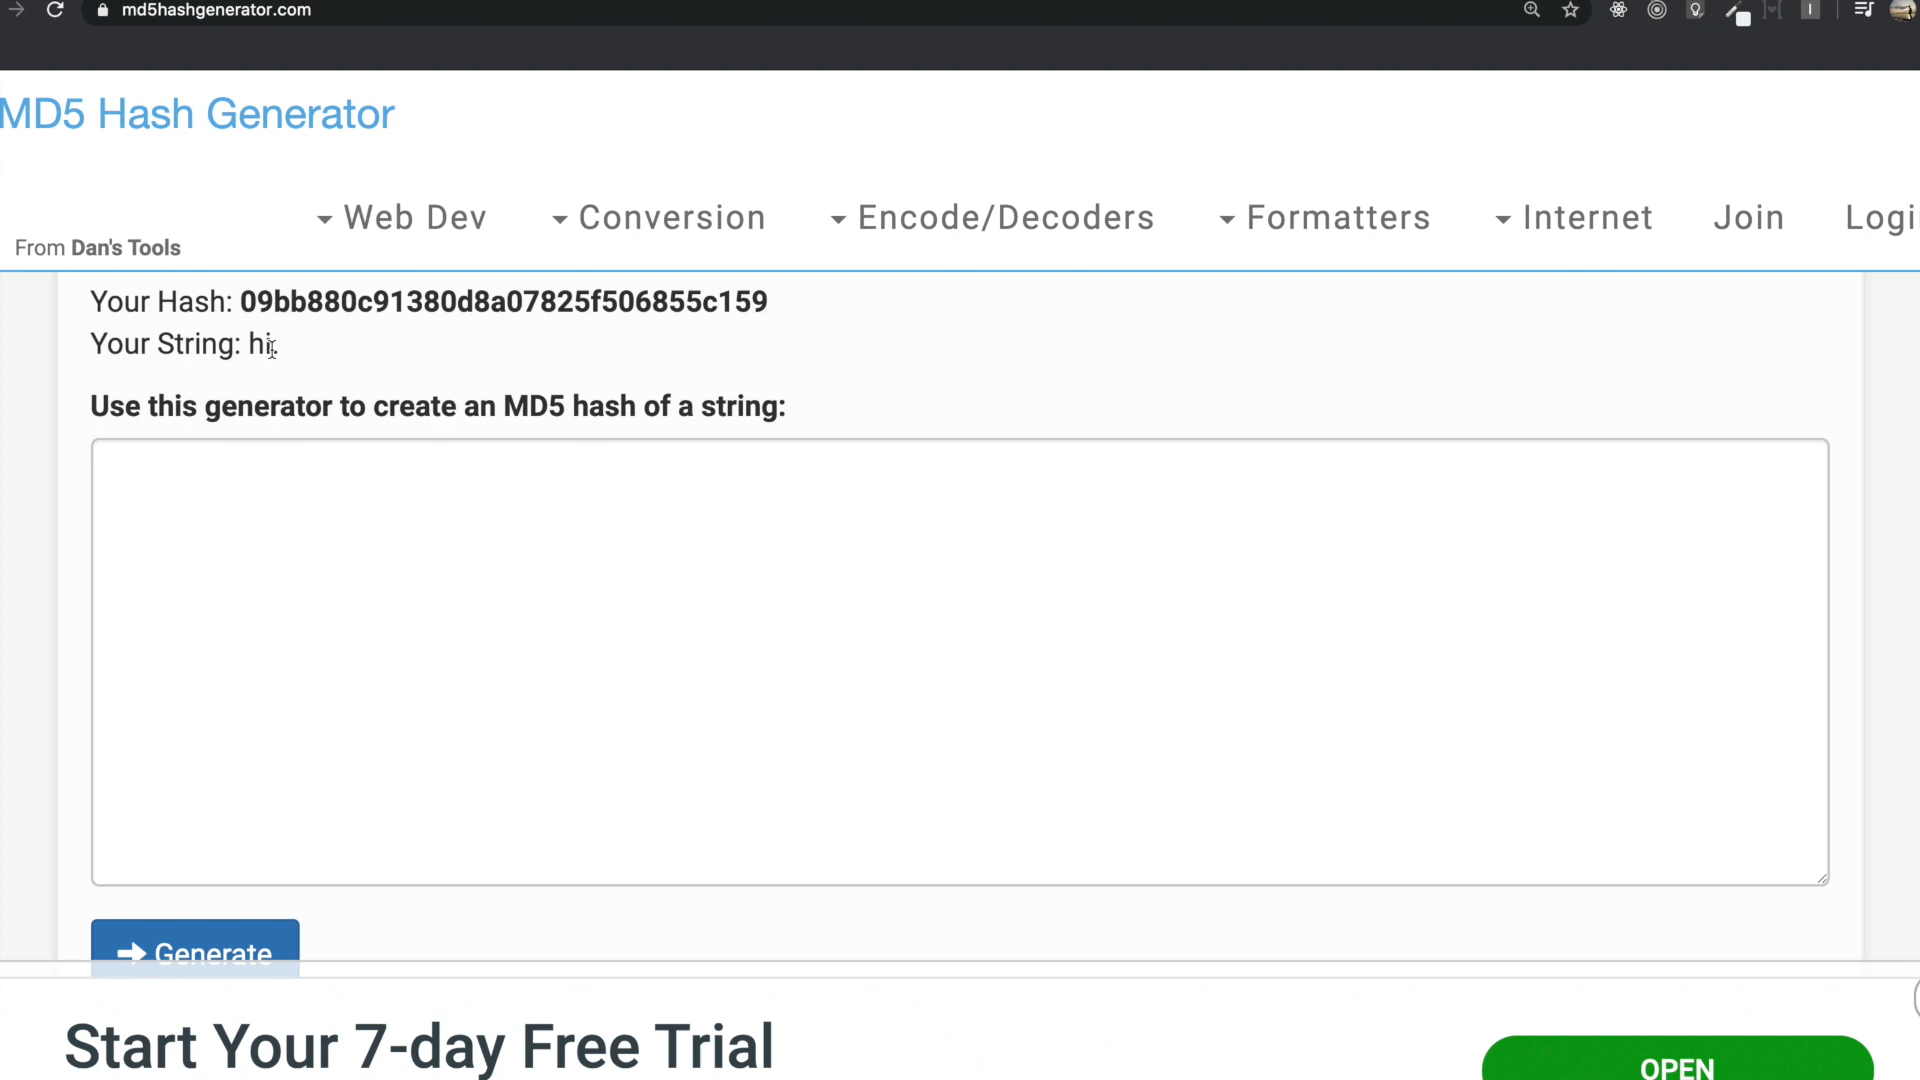 md5hashgenerator.com
MD5 Hash Generator
Web Dev Conversion Encode/Decoders Formatters Internet Join Logi
From Dan's Tools
Your Hash: 09bb880c91380d8a07825f506855c159
Your String: hi.
Use this generator to create an MD5 hash of a string:
Generate
Start Your 7-day Free Trial
OPEN